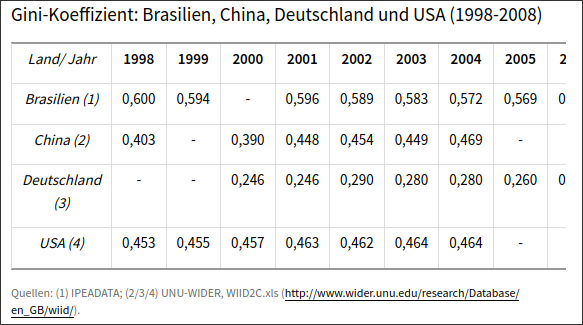 Gini-Koeffizient: Brasilien, China, Deutschland und USA (1998-2008)
Land/ Jahr 1998 1999 2000 2001 2002 2003 2004 2005 2
Brasilien (1) 0,600 0,594 - 0,596 0,589 0,583 0,572 0,569 0
China (2) 0,403 - 0,390 0,448 0,454 0,449 0,469 -
Deutschland - - 0,246 0,246 0,290 0,280 0,280 0,260 0
(3)
USA (4) 0,453 0,455 0,457 0,463 0,462 0,464 0,464 -
Quellen: (1) IPEADATA; (2/3/4) UNU-WIDER, WIID2C.xls (http://www.wider.unu.edu/research/Database/
en_GB/wiid/).